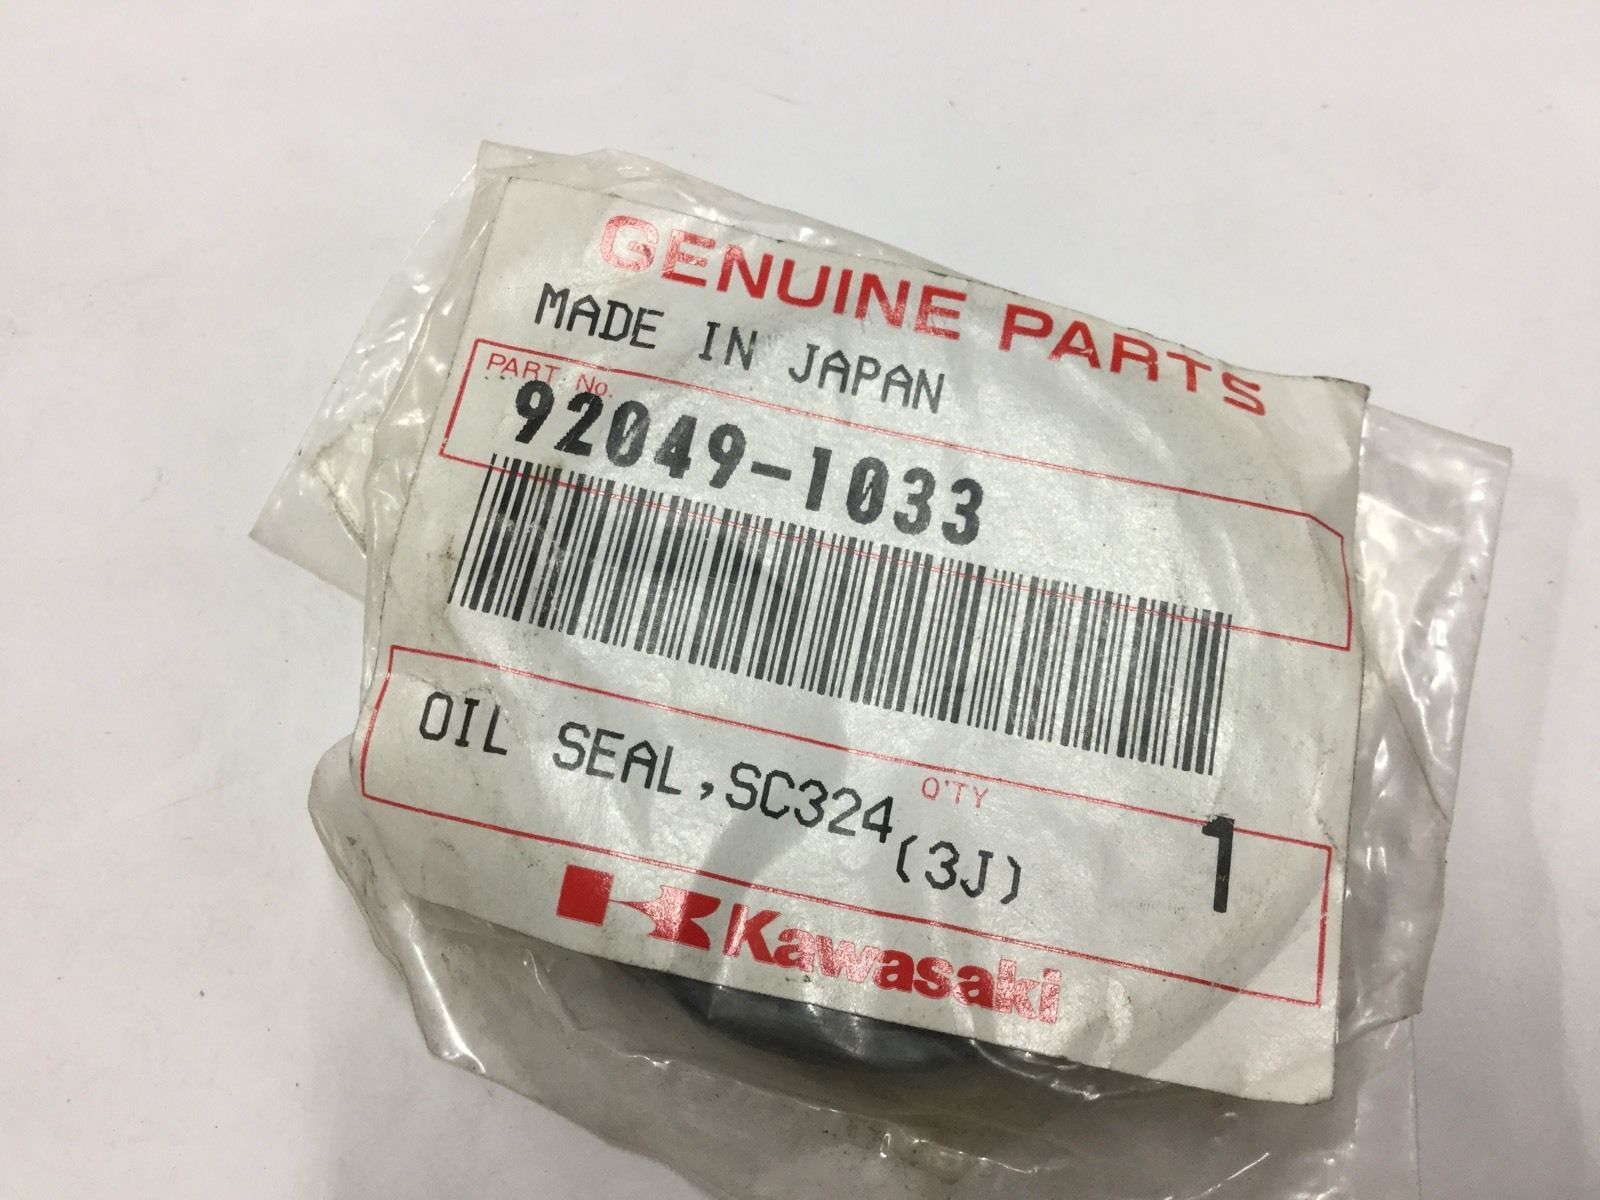 GENUINE PARTS
MADE IN JAPAN
PART No.
92049-1033
OIL SEAL,SC324(3J)
Q'TY
1
Kawasaki